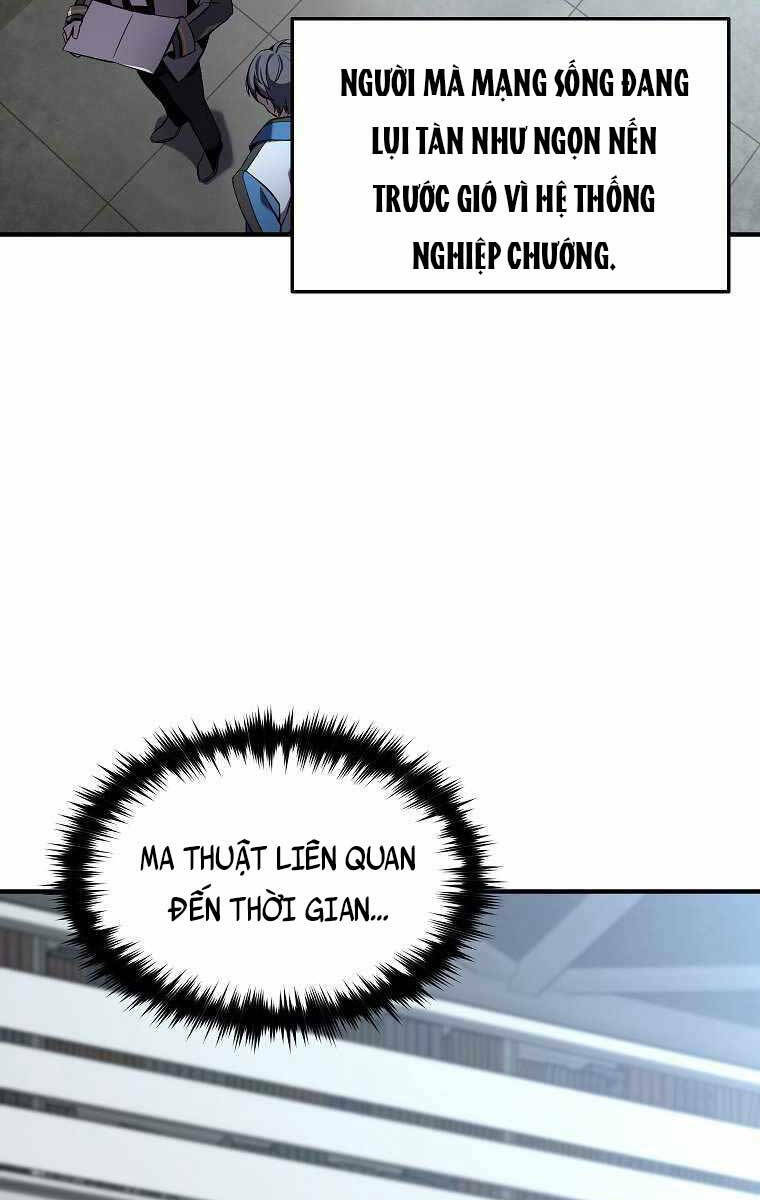 NGƯỜI MÀ MẠNG SỐNG ĐANG
LỤI TÀN NHƯ NGỌN NẾN
TRƯỚC GIÓ VÌ HỆ THỐNG
NGHIỆP CHƯỚNG.
MA THUẬT LIÊN QUAN
ĐẾN THỜI GIAN...